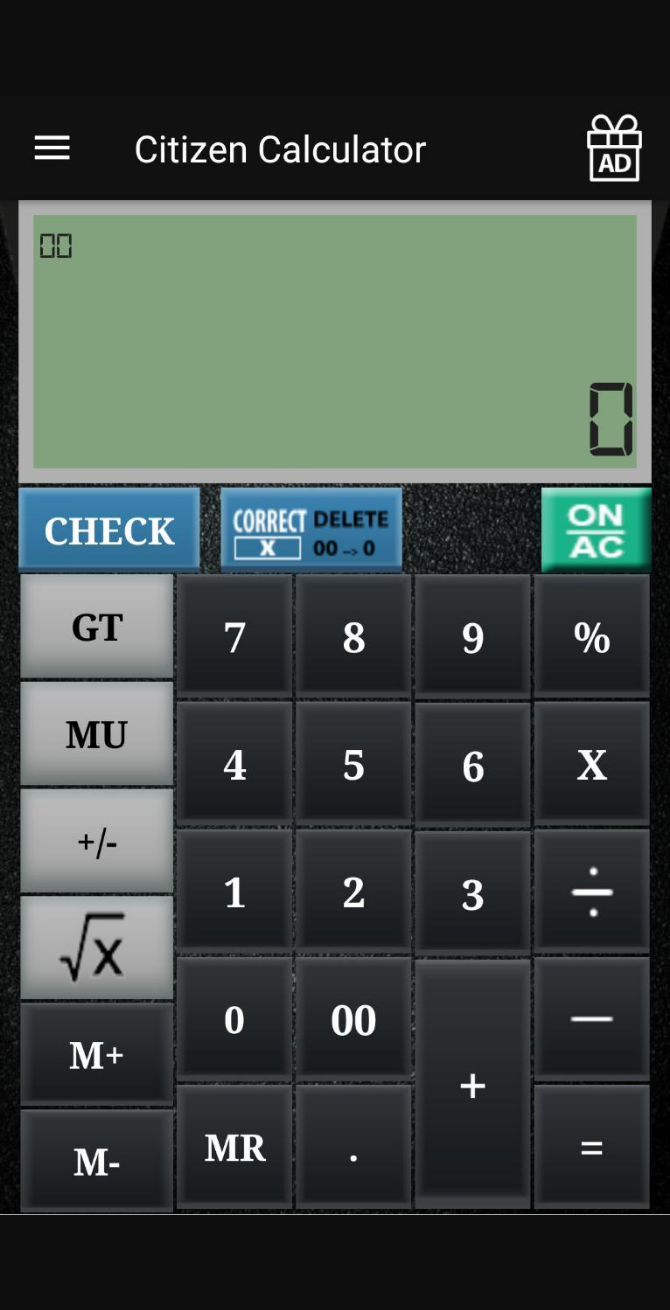 Citizen Calculator
AD
00
0
CHECK
CORRECT DELETE
X 00 --> 0
ON
AC
GT
7 8 9 %
MU
4 5 6 X
+/-
1 2 3 ÷
√x
0 00 —
M+
+
MR . =
M-